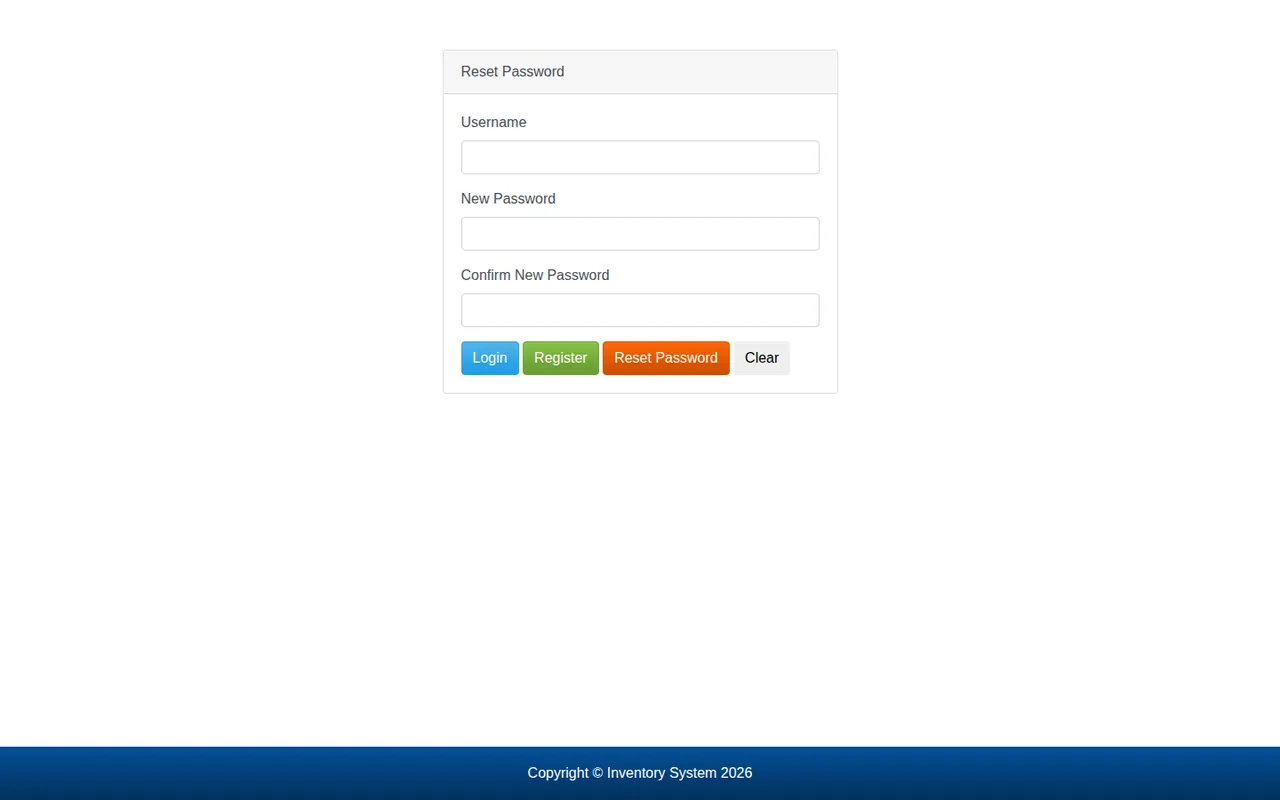 Reset Password
Username
New Password
Confirm New Password
Login Register Reset Password Clear
Copyright © Inventory System 2026